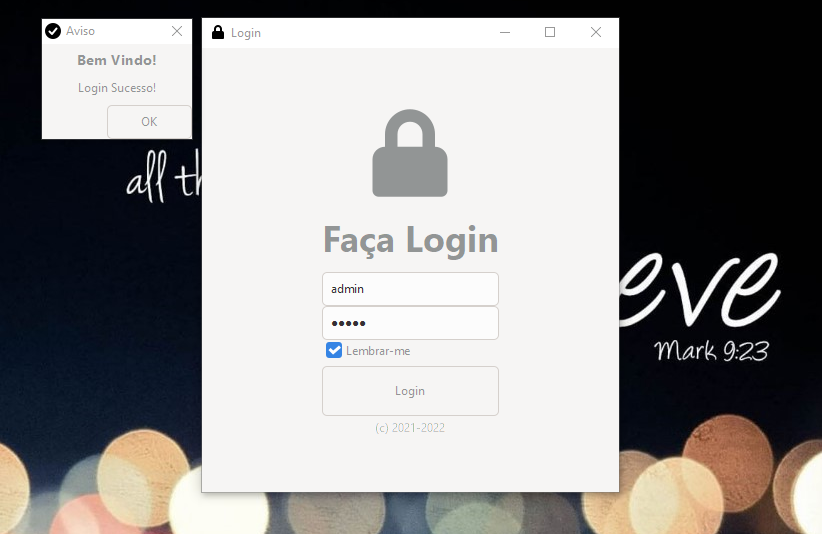 Aviso
Bem Vindo!
Login Sucesso!
OK
Login
Faça Login
admin
•••••
Lembrar-me
Login
(c) 2021-2022
all th
eve
Mark 9:23